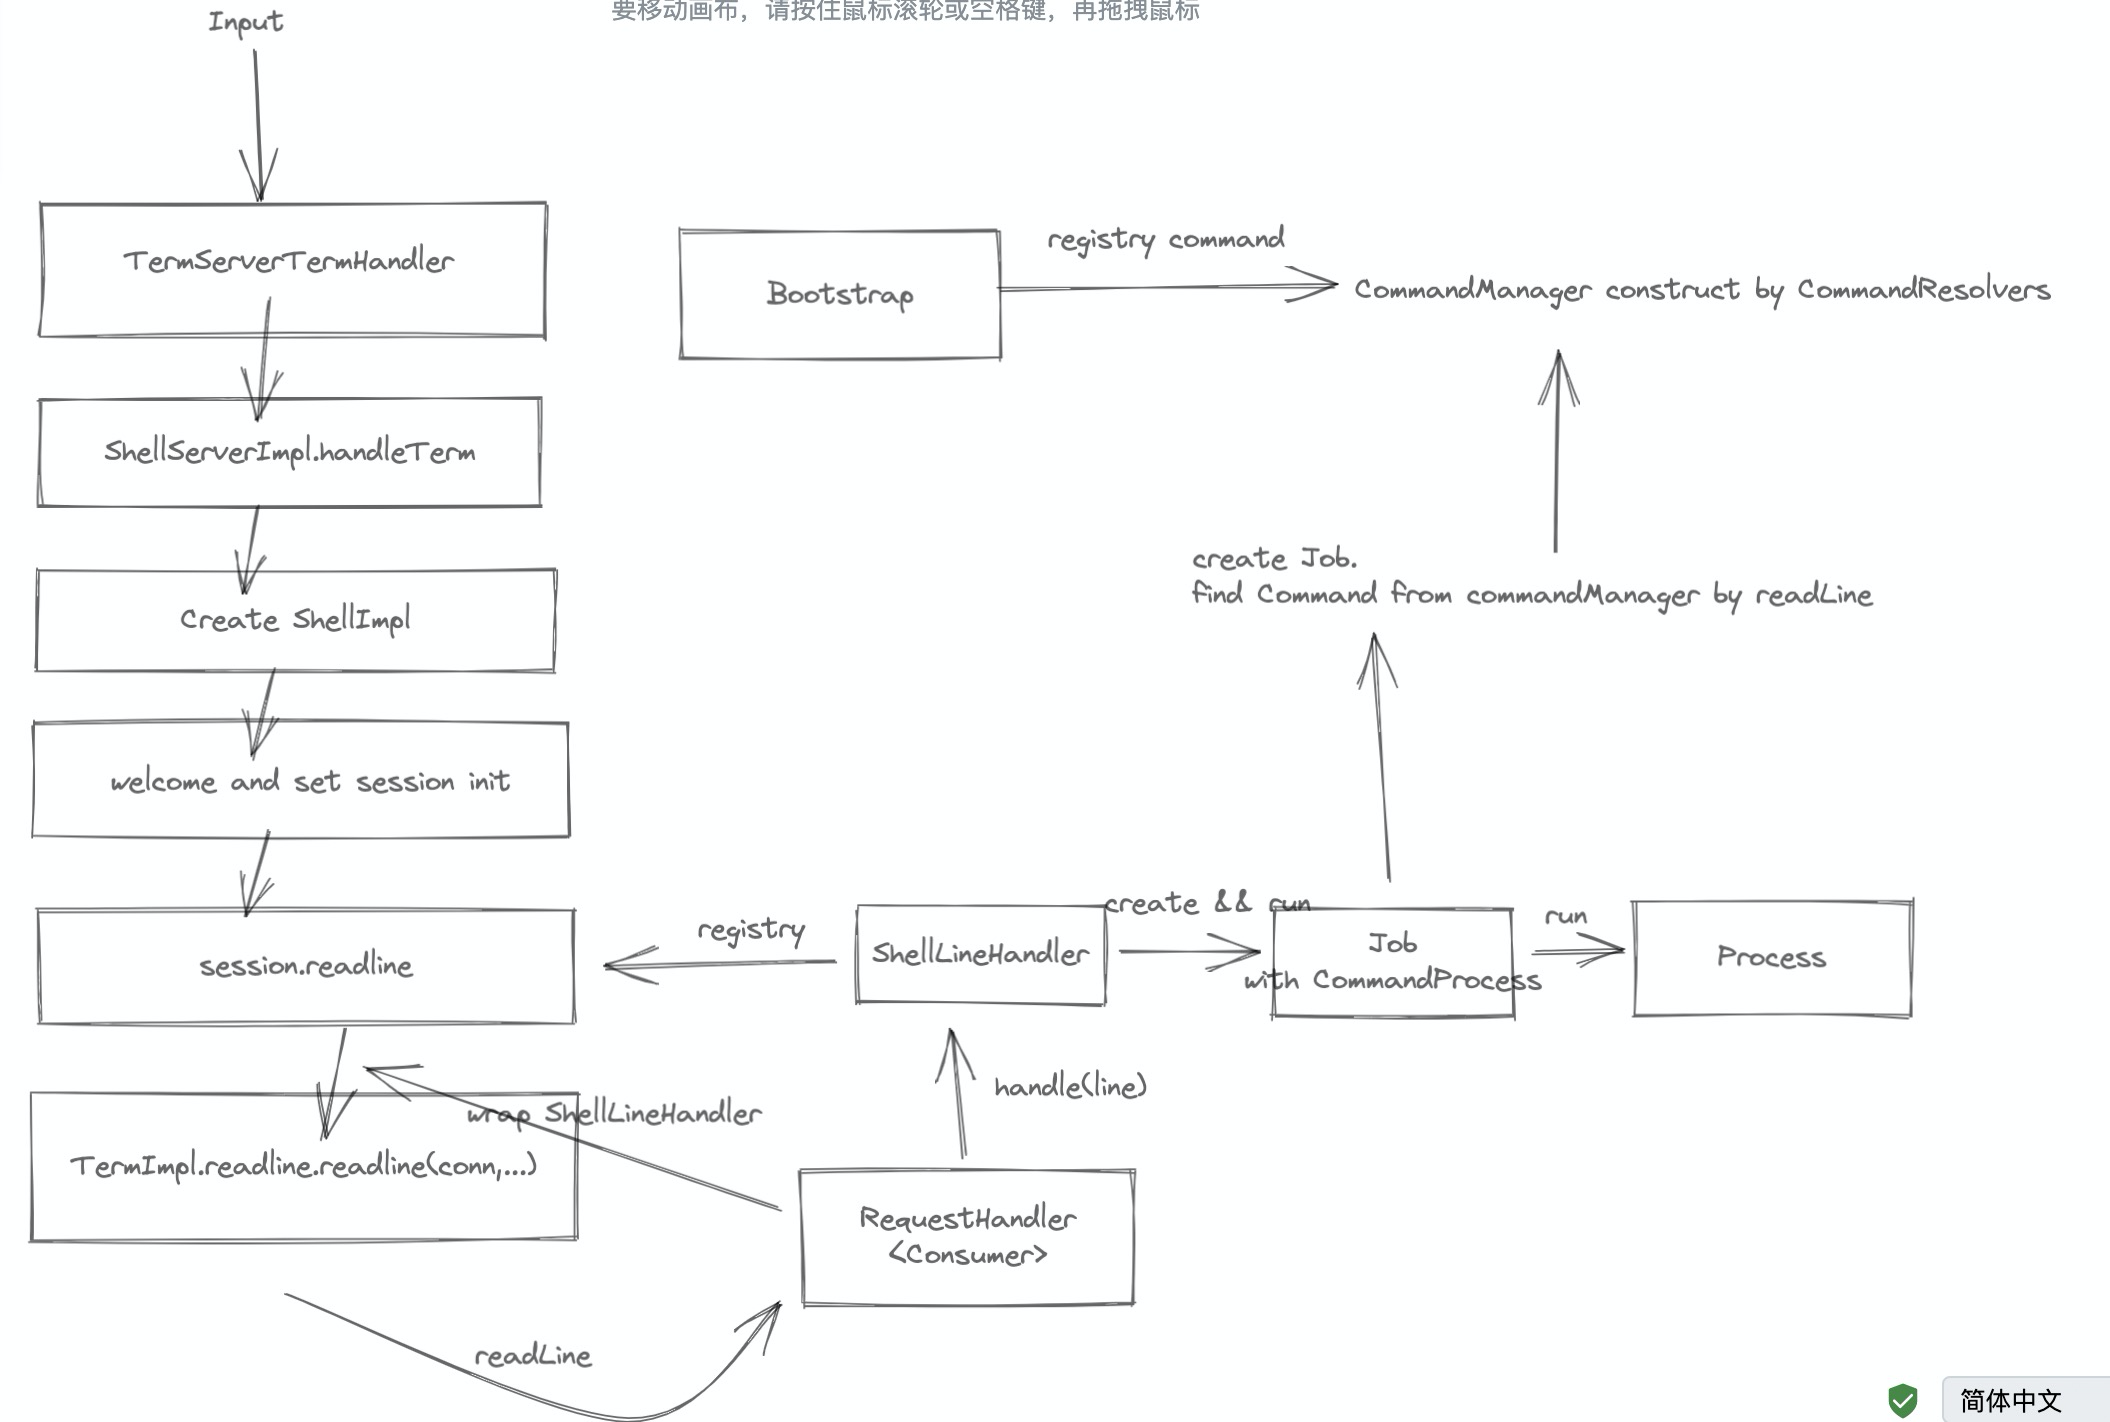 Input
要移动画布，请按住鼠标滚轮或空格键，再拖拽鼠标
TermServerTermHandler
registry command
Bootstrap
CommandManager construct by CommandResolvers
ShellServerImpl.handleTerm
create Job.
find Command from commandManager by readLine
Create ShellImpl
welcome and set session init
session.readline
registry
ShellLineHandler
create && run
Job
with CommandProcess
run
Process
handle(line)
wrap ShellLineHandler
TermImpl.readline.readline(conn,...)
RequestHandler
<Consumer>
readLine
简体中文